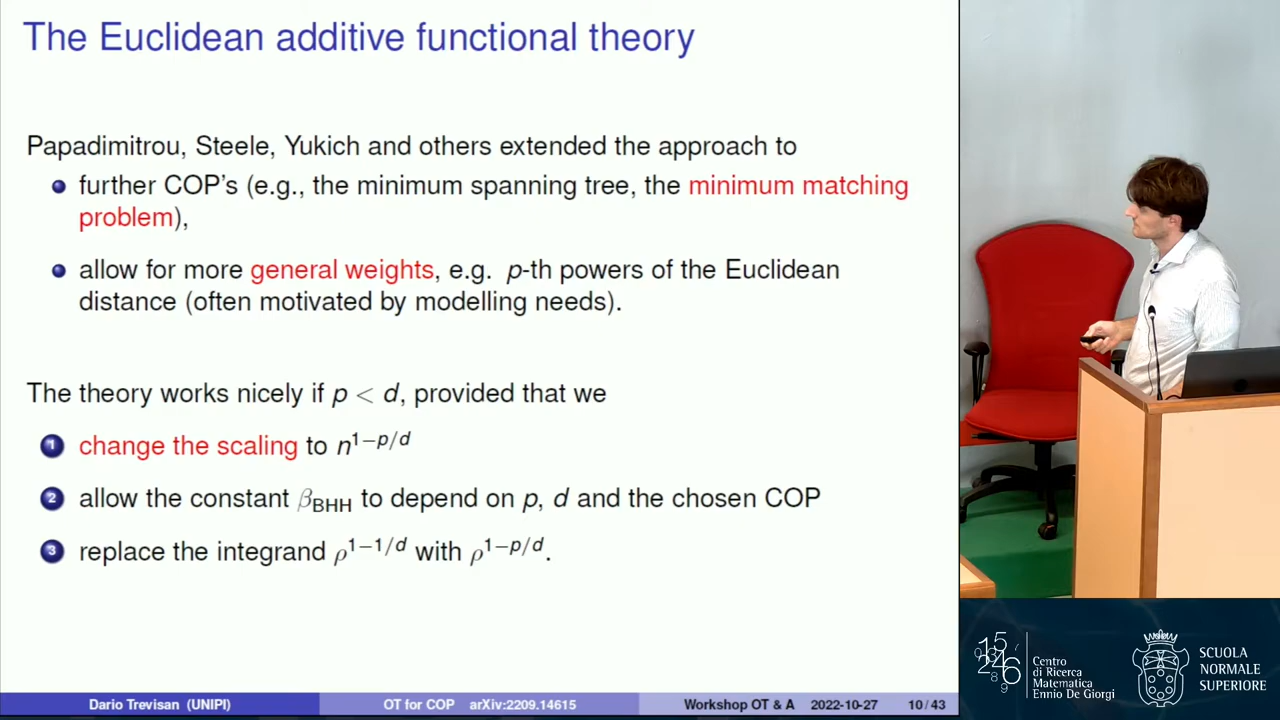 The Euclidean additive functional theory
Papadimitrou, Steele, Yukich and others extended the approach to
further COP's (e.g., the minimum spanning tree, the minimum matching
problem),
allow for more general weights, e.g. p-th powers of the Euclidean
distance (often motivated by modelling needs).
The theory works nicely if p < d, provided that we
1 change the scaling to n^{1−p/d}
2 allow the constant β_{BHH} to depend on p, d and the chosen COP
3 replace the integrand ρ^{1−1/d} with ρ^{1−p/d}.
Dario Trevisan (UNIPI)
OT for COP arXiv:2209.14615
Workshop OT & A 2022-10-27 10/43
Centro
di Ricerca
Matematica
Ennio De Giorgi
SCUOLA
NORMALE
SUPERIORE